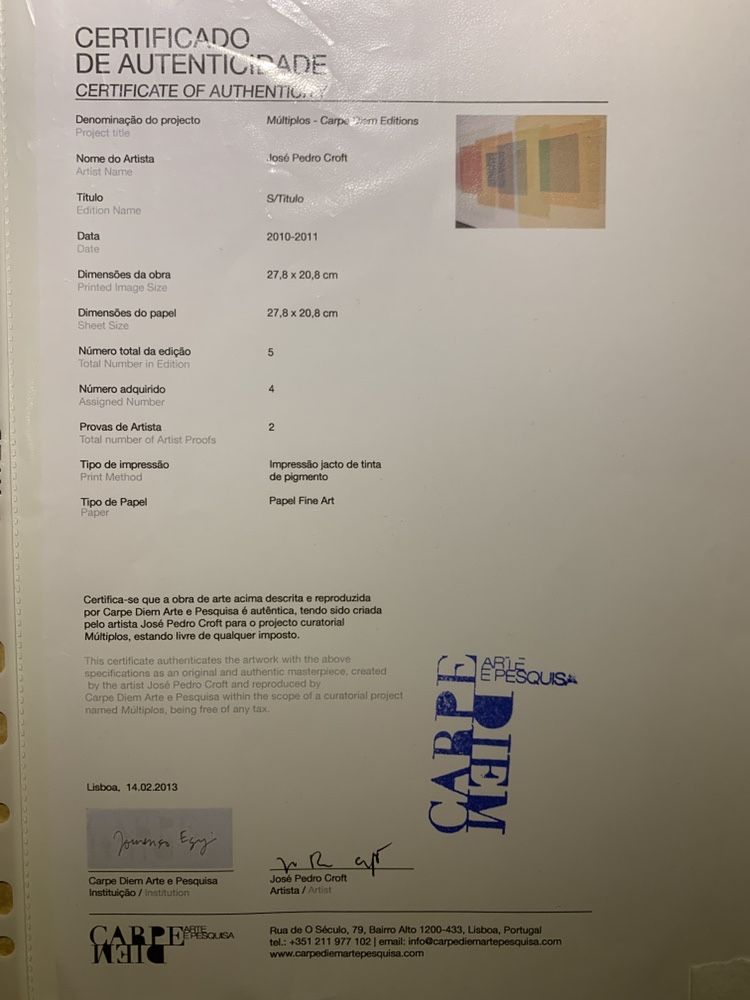 CERTIFICADO
DE AUTENTICIDADE
CERTIFICATE OF AUTHENTICITY
Denominação do projecto Múltiplos - Carpe Diem Editions
Project title
Nome do Artista José Pedro Croft
Artist Name
Título S/Título
Edition Name
Data 2010-2011
Date
Dimensões da obra 27,8 x 20,8 cm
Printed Image Size
Dimensões do papel 27,8 x 20,8 cm
Sheet Size
Número total da edição 5
Total Number in Edition
Número adquirido 4
Assigned Number
Provas de Artista 2
Total number of Artist Proofs
Tipo de impressão Impressão jacto de tinta
Print Method de pigmento
Tipo de Papel Papel Fine Art
Paper
Certifica-se que a obra de arte acima descrita e reproduzida
por Carpe Diem Arte e Pesquisa é autêntica, tendo sido criada
pelo artista José Pedro Croft para o projecto curatorial
Múltiplos, estando livre de qualquer imposto.
This certificate authenticates the artwork with the above
specifications as an original and authentic masterpiece, created
by the artist José Pedro Croft and reproduced by
Carpe Diem Arte e Pesquisa within the scope of a curatorial project
named Múltiplos, being free of any tax.
CARPE
DIEM
ARTE
E PESQUISA
Lisboa, 14.02.2013
Carpe Diem Arte e Pesquisa
Instituição / Institution
José Pedro Croft
Artista / Artist
CARPE
DIEM
ARTE
E PESQUISA
Rua de O Século, 79, Bairro Alto 1200-433, Lisboa, Portugal
tel.: +351 211 977 102 | email: info@carpediemartepesquisa.com
www.carpediemartepesquisa.com